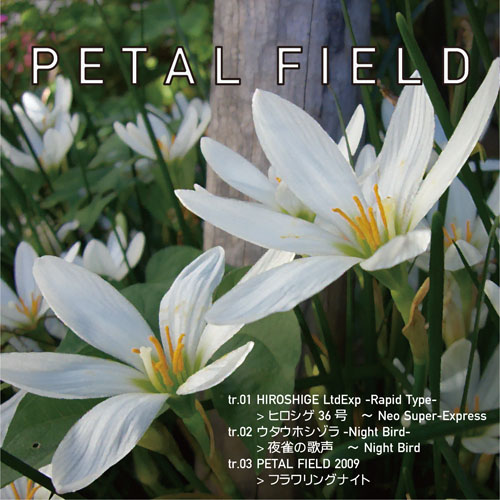 PETAL FIELD
tr.01 HIROSHIGE LtdExp -Rapid Type-
> ヒロシゲ 36 号 ～ Neo Super-Express
tr.02 ウタウホシゾラ -Night Bird-
> 夜雀の歌声 ～ Night Bird
tr.03 PETAL FIELD 2009
> フラワリングナイト